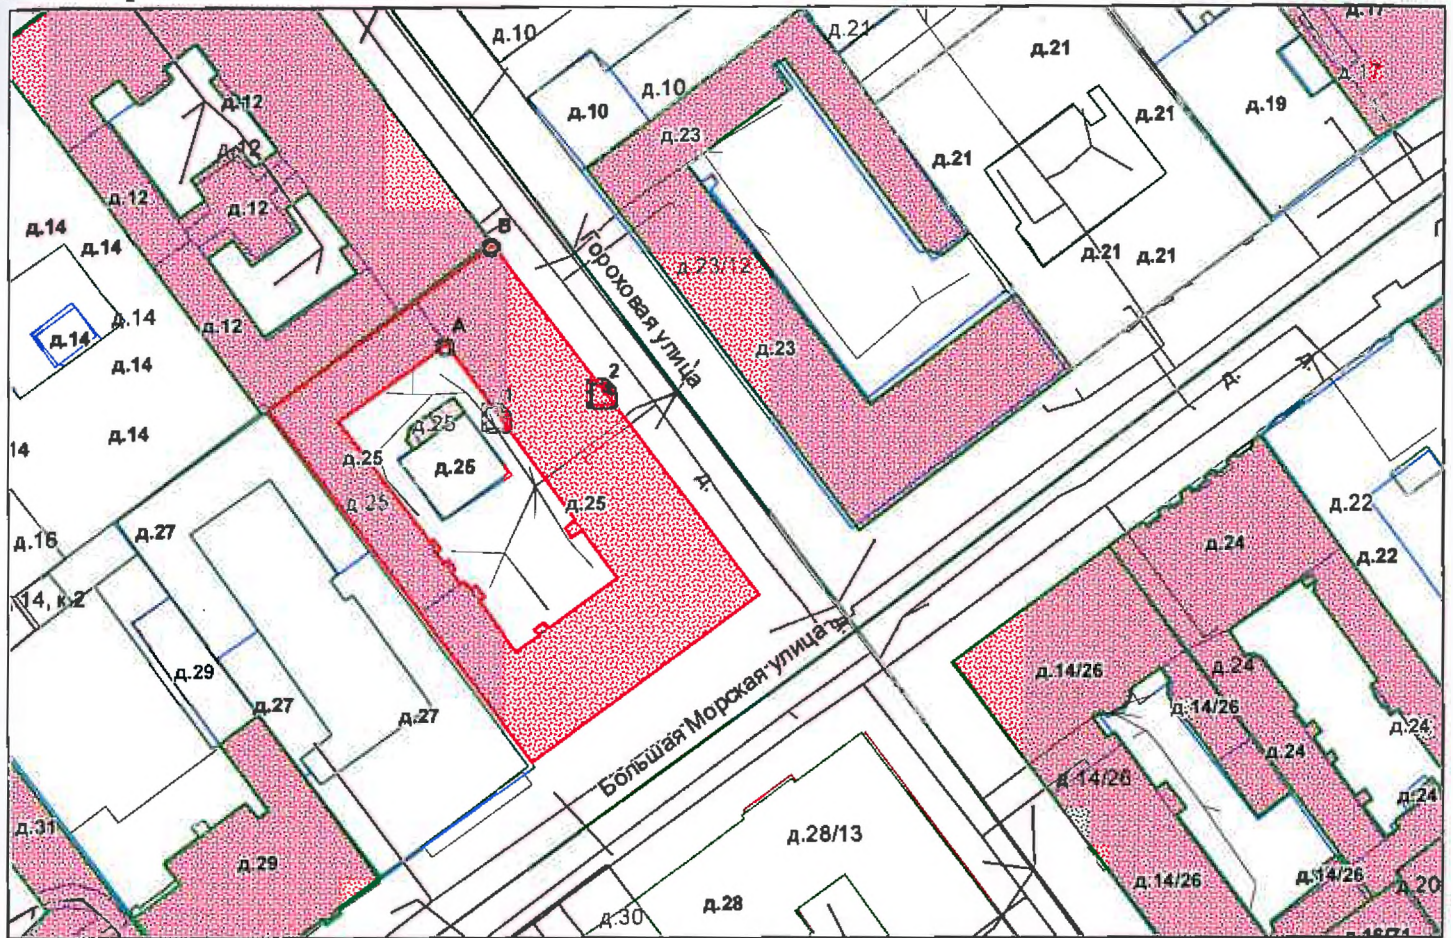 д.10
д.21
д.17
д.21
д.12
д.10
д.10
д.17
д.19
д.21
д.12
д.23
д.21
д.12
д.12
д.14
д.14
В
Гороховая улица
д.23/12
д.21
д.21
д.14
д.14
д.12
А
д.14
д.23
д.
д.
1
2
14
д.14
д.25
д.25
д.25
д.25
д.25
д.
д.16
д.27
д.22
д.24
д.22
14, к.2
д.29
д.27
д.27
Большая Морская улица
д.
д.14/26
д.24
д.14/26
д.24
д.24
д.14/26
д.24
д.31
д.29
д.28/13
д.14/26
д.14/26
д.20
д.30
д.28